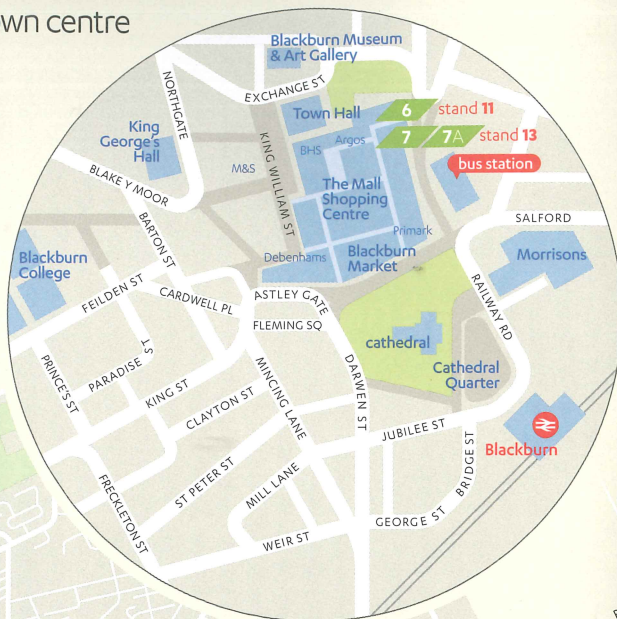 wn centre
Blackburn Museum
& Art Gallery
EXCHANGE ST
NORTHGATE
Town Hall
6 stand 11
7 7A stand 13
bus station
King
George's
Hall
KING WILLIAM ST
BHS
Argos
M&S
The Mall
Shopping
Centre
BLAKEY MOOR
BARTON ST
Primark
SALFORD
Debenhams
Blackburn
Market
Morrisons
Blackburn
College
FEILDEN ST
CARDWELL PL
ASTLEY GATE
FLEMING SQ
RAILWAY RD
cathedral
Cathedral
Quarter
PRINCE'S ST
PARADISE ST
KING ST
CLAYTON ST
MINCING LANE
DARWEN ST
JUBILEE ST
BRIDGE ST
Blackburn
FRECKLETON ST
ST PETER ST
MILL LANE
GEORGE ST
WEIR ST